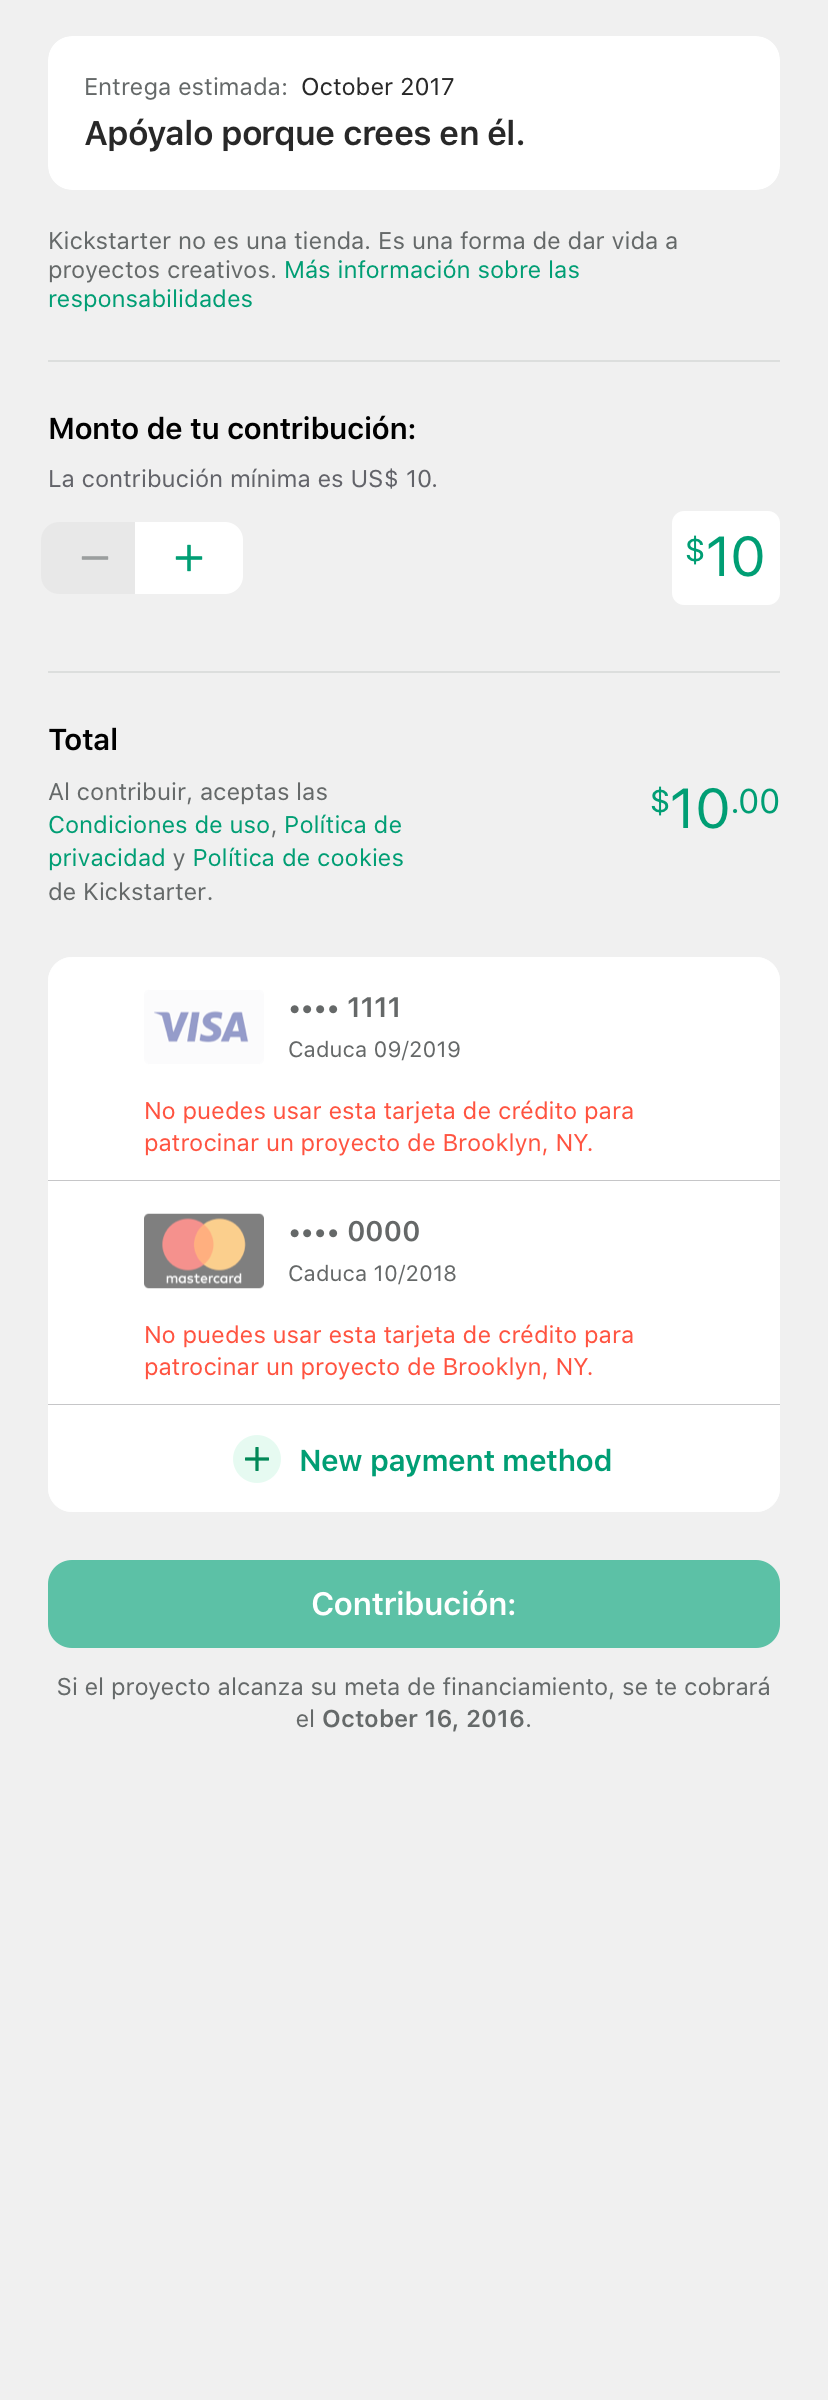 Entrega estimada: October 2017
Apóyalo porque crees en él.
Kickstarter no es una tienda. Es una forma de dar vida a
proyectos creativos. Más información sobre las
responsabilidades
Monto de tu contribución:
La contribución mínima es US$ 10.
− +
$10
Total
Al contribuir, aceptas las
Condiciones de uso, Política de
privacidad y Política de cookies
de Kickstarter.
$10.00
VISA
•••• 1111
Caduca 09/2019
No puedes usar esta tarjeta de crédito para
patrocinar un proyecto de Brooklyn, NY.
mastercard
•••• 0000
Caduca 10/2018
No puedes usar esta tarjeta de crédito para
patrocinar un proyecto de Brooklyn, NY.
+ New payment method
Contribución:
Si el proyecto alcanza su meta de financiamiento, se te cobrará
el October 16, 2016.